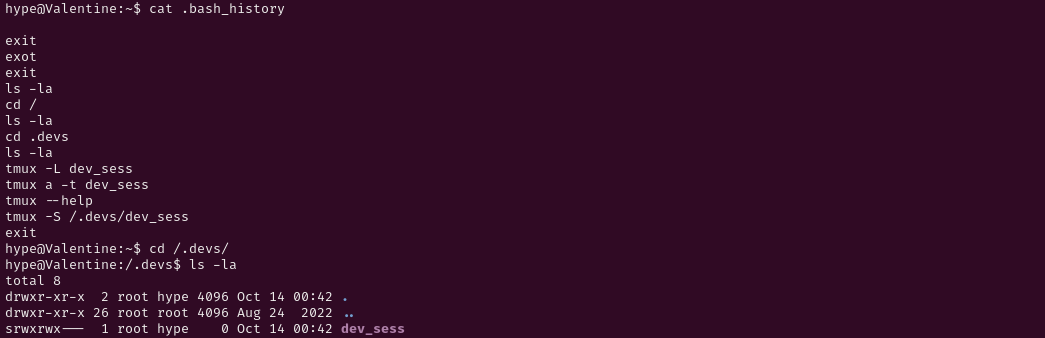 hype@Valentine:~$ cat .bash_history
exit
exot
exit
ls -la
cd /
ls -la
cd .devs
ls -la
tmux -L dev_sess
tmux a -t dev_sess
tmux --help
tmux -S /.devs/dev_sess
exit
hype@Valentine:~$ cd /.devs/
hype@Valentine:/.devs$ ls -la
total 8
drwxr-xr-x  2 root hype 4096 Oct 14 00:42 .
drwxr-xr-x 26 root root 4096 Aug 24  2022 ..
srwxrwx---  1 root hype    0 Oct 14 00:42 dev_sess